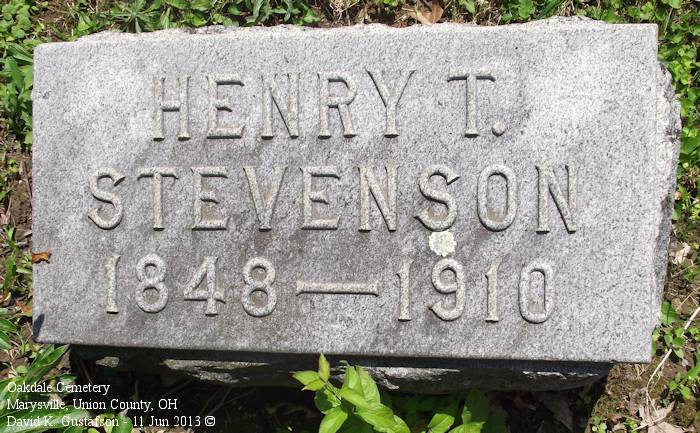 HENRY T.
STEVENSON
1848 — 1910
Oakdale Cemetery
Marysville, Union County, OH
David K. Gustafson - 11 Jun 2013 ©